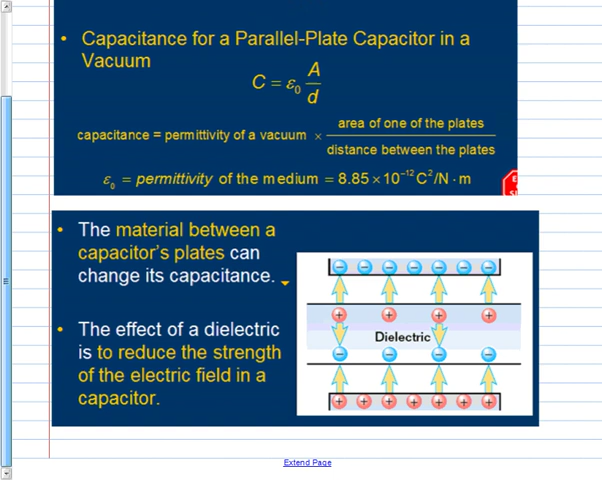 • Capacitance for a Parallel-Plate Capacitor in a
Vacuum
C = ε₀ A/d
capacitance = permittivity of a vacuum × area of one of the plates / distance between the plates
ε₀ = permittivity of the medium = 8.85 × 10⁻¹² C²/N · m
• The material between a
capacitor's plates can
change its capacitance.
• The effect of a dielectric
is to reduce the strength
of the electric field in a
capacitor.
− − − − − − −
+ + + +
Dielectric
− − − −
+ + + + + + +
Extend Page